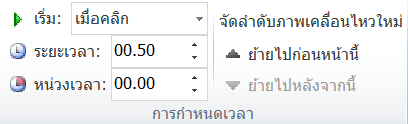 เริ่ม: เมื่อคลิก
ระยะเวลา: 00.50
หน่วงเวลา: 00.00
จัดลำดับภาพเคลื่อนไหวใหม่
ย้ายไปก่อนหน้านี้
ย้ายไปหลังจากนี้
การกำหนดเวลา